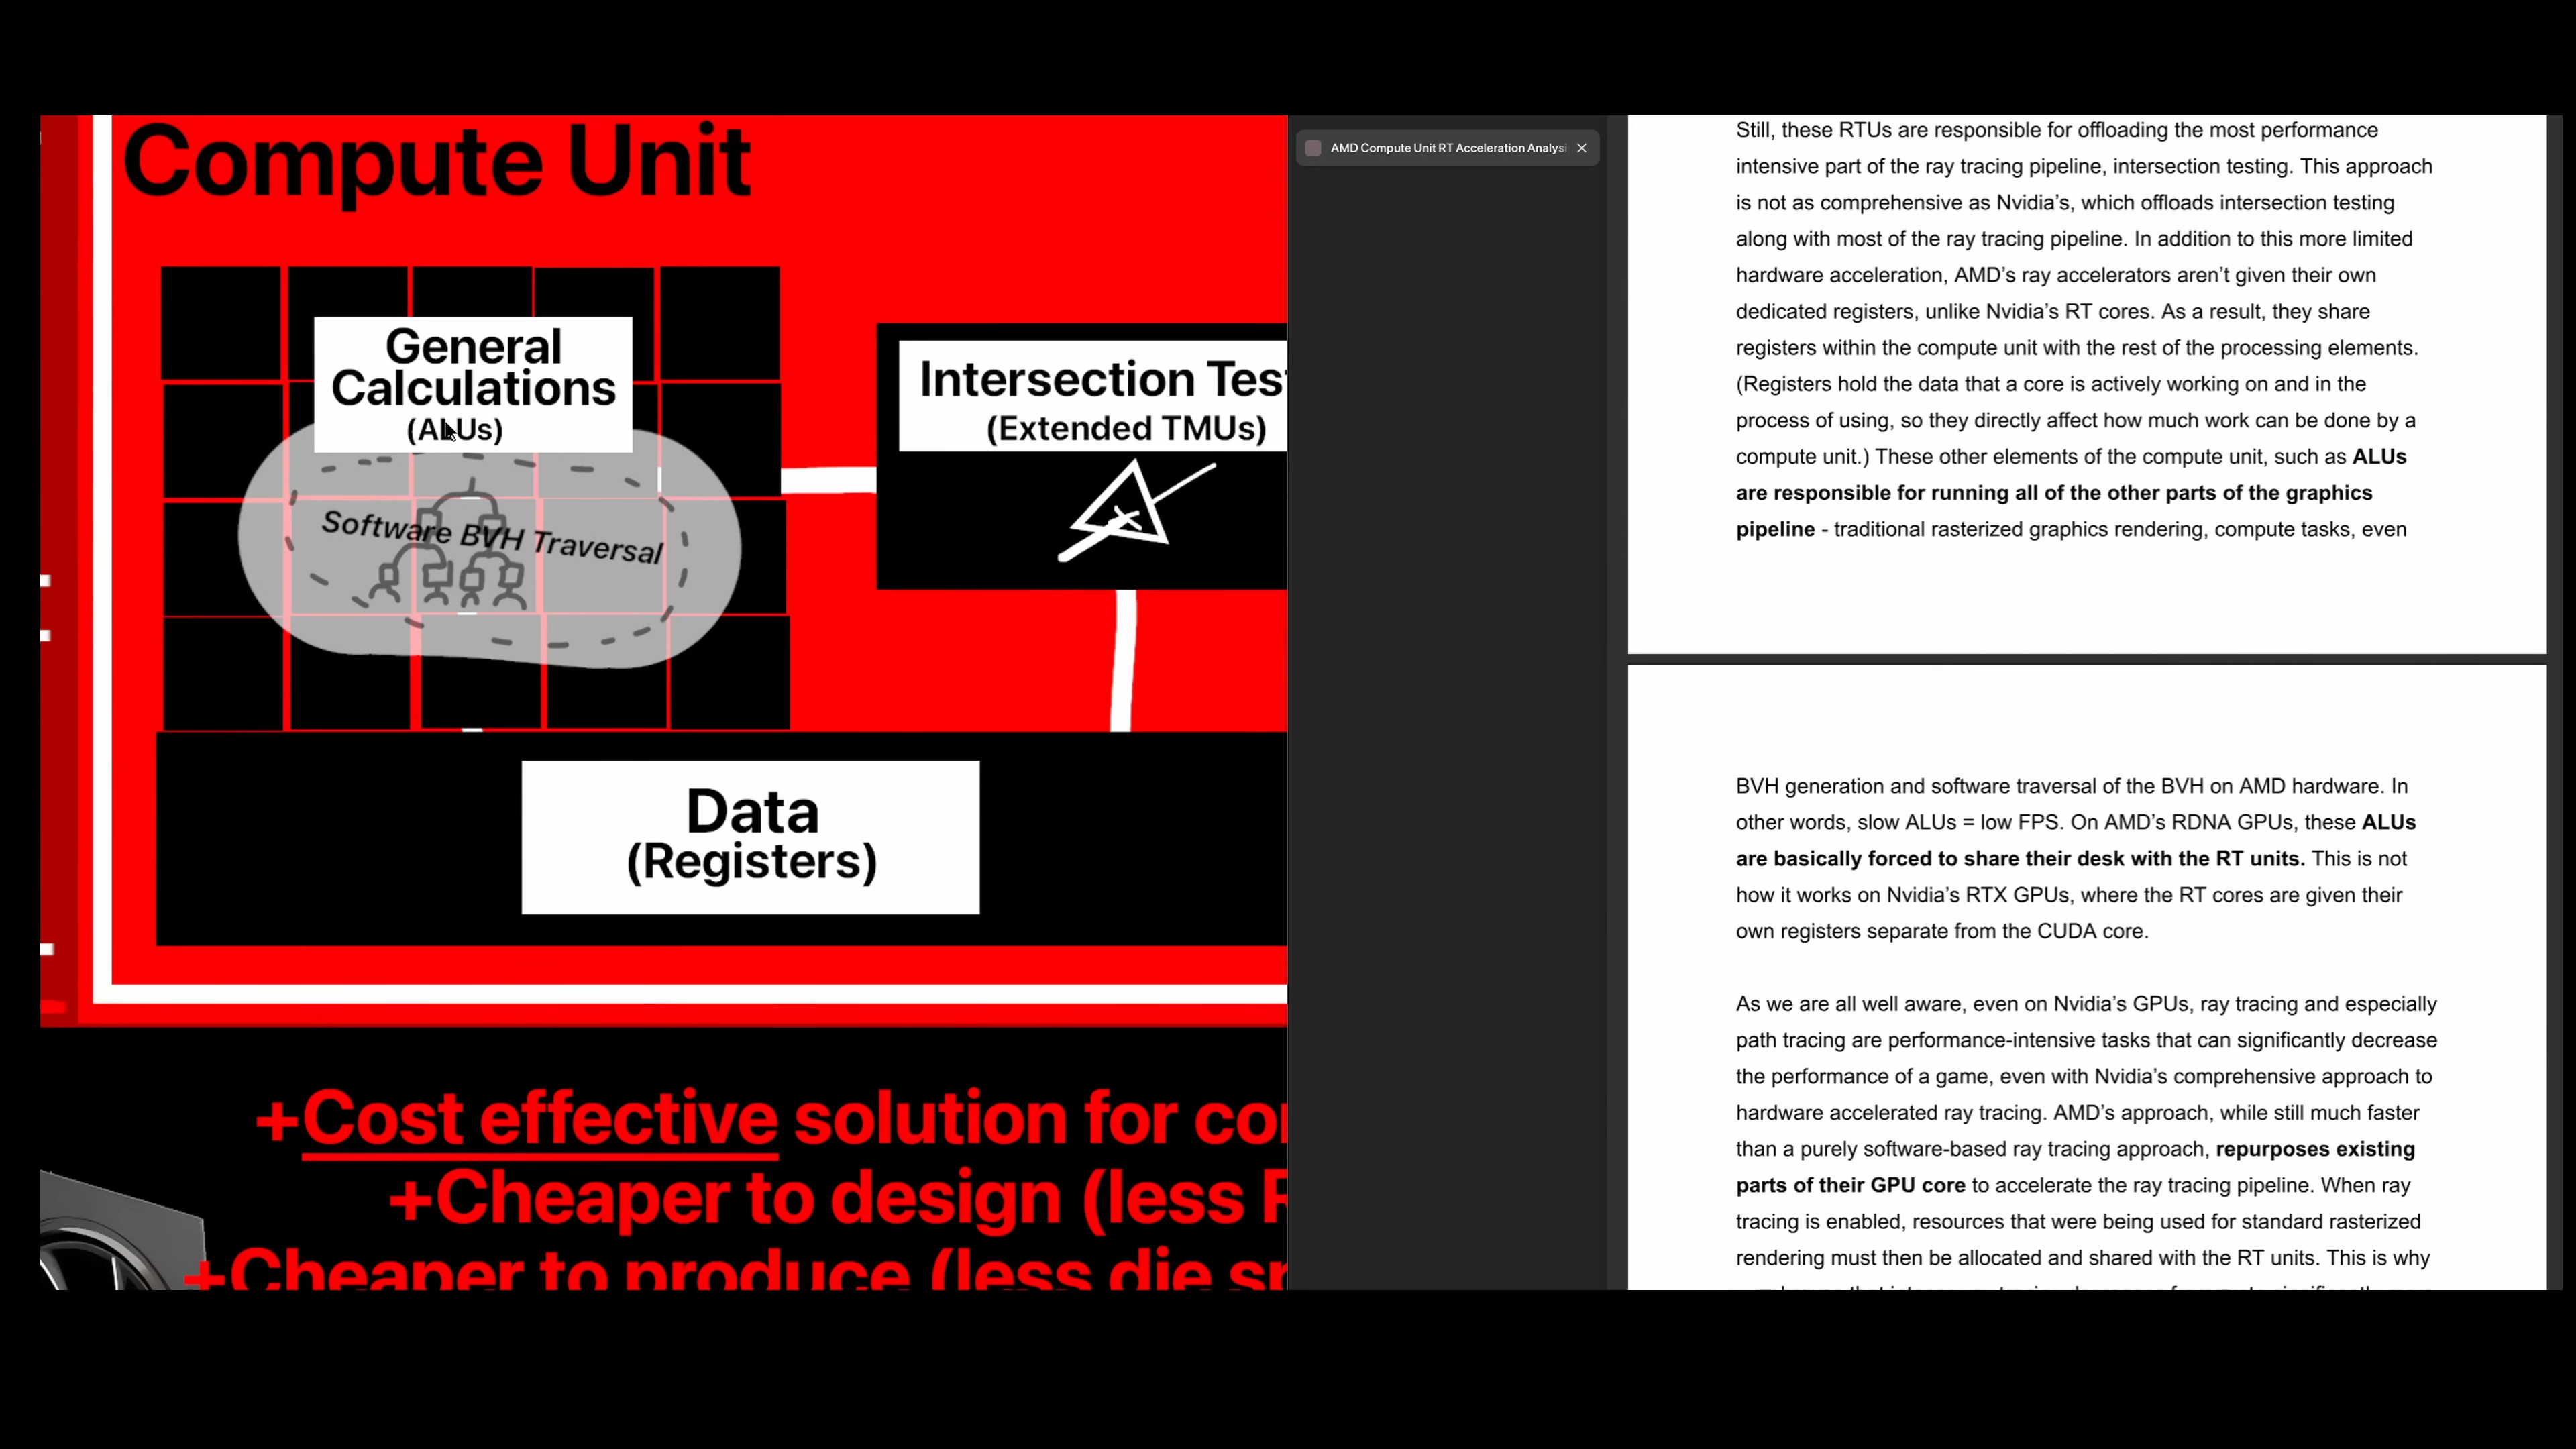 Compute Unit
General
Calculations
(ALUs)
Software BVH Traversal
Intersection Tes
(Extended TMUs)
Data
(Registers)
+Cost effective solution for co
+Cheaper to design (less
+Cheaper to produce (less die
AMD Compute Unit RT Acceleration Analysi
Still, these RTUs are responsible for offloading the most performance
intensive part of the ray tracing pipeline, intersection testing. This approach
is not as comprehensive as Nvidia’s, which offloads intersection testing
along with most of the ray tracing pipeline. In addition to this more limited
hardware acceleration, AMD’s ray accelerators aren’t given their own
dedicated registers, unlike Nvidia’s RT cores. As a result, they share
registers within the compute unit with the rest of the processing elements.
(Registers hold the data that a core is actively working on and in the
process of using, so they directly affect how much work can be done by a
compute unit.) These other elements of the compute unit, such as ALUs
are responsible for running all of the other parts of the graphics
pipeline - traditional rasterized graphics rendering, compute tasks, even
BVH generation and software traversal of the BVH on AMD hardware. In
other words, slow ALUs = low FPS. On AMD’s RDNA GPUs, these ALUs
are basically forced to share their desk with the RT units. This is not
how it works on Nvidia’s RTX GPUs, where the RT cores are given their
own registers separate from the CUDA core.
As we are all well aware, even on Nvidia’s GPUs, ray tracing and especially
path tracing are performance-intensive tasks that can significantly decrease
the performance of a game, even with Nvidia’s comprehensive approach to
hardware accelerated ray tracing. AMD’s approach, while still much faster
than a purely software-based ray tracing approach, repurposes existing
parts of their GPU core to accelerate the ray tracing pipeline. When ray
tracing is enabled, resources that were being used for standard rasterized
rendering must then be allocated and shared with the RT units. This is why